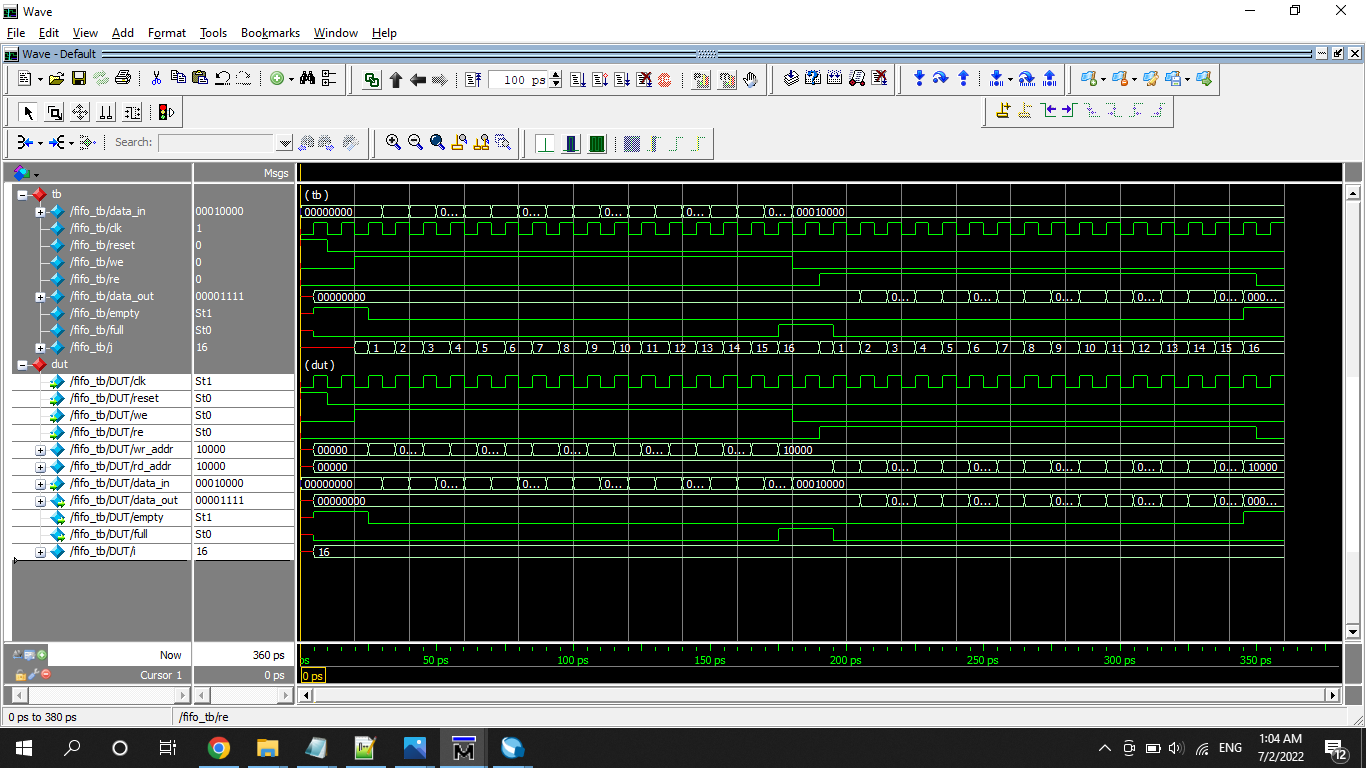 Wave
File Edit View Add Format Tools Bookmarks Window Help
Wave - Default
100 ps
Search:
Msgs
tb
(tb)
/fifo_tb/data_in 00010000 00000000 0... 0... 0... 0... 0... 00010000
/fifo_tb/clk 1
/fifo_tb/reset 0
/fifo_tb/we 0
/fifo_tb/re 0
/fifo_tb/data_out 00001111 00000000 0... 0... 0... 0... 0... 000...
/fifo_tb/empty St1
/fifo_tb/full St0
/fifo_tb/j 16 1 2 3 4 5 6 7 8 9 10 11 12 13 14 15 16 1 2 3 4 5 6 7 8 9 10 11 12 13 14 15 16
dut (dut)
/fifo_tb/DUT/clk St1
/fifo_tb/DUT/reset St0
/fifo_tb/DUT/we St0
/fifo_tb/DUT/re St0
/fifo_tb/DUT/wr_addr 10000 00000 0... 0... 0... 0... 0... 10000
/fifo_tb/DUT/rd_addr 10000 00000 0... 0... 0... 0... 0... 10000
/fifo_tb/DUT/data_in 00010000 00000000 0... 0... 0... 0... 0... 00010000
/fifo_tb/DUT/data_out 00001111 00000000 0... 0... 0... 0... 0... 000...
/fifo_tb/DUT/empty St1
/fifo_tb/DUT/full St0
/fifo_tb/DUT/i 16 16
Now 360 ps ps 50 ps 100 ps 150 ps 200 ps 250 ps 300 ps 350 ps
Cursor 1 0 ps 0 ps
0 ps to 380 ps /fifo_tb/re
ENG
1:04 AM
7/2/2022
12